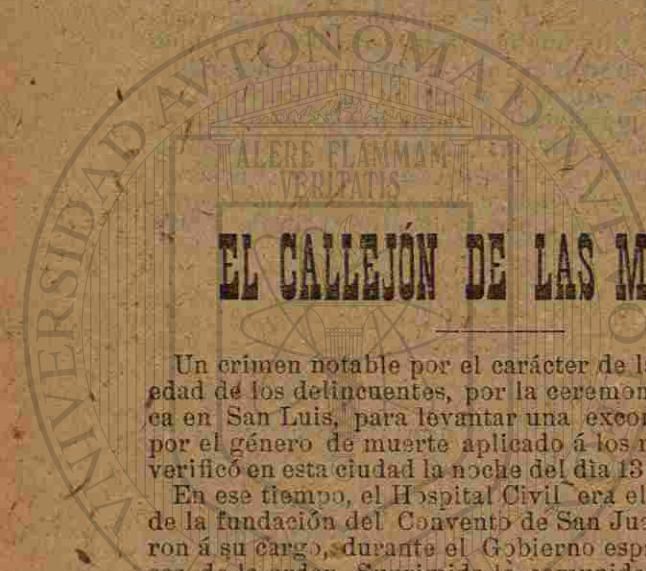 UNIVERSIDAD AUTONOMA DE NUEVO
ALERE FLAMMAM
VERITATIS
EL CALLEJÓN DE LAS M
Un crimen notable por el carácter de l
edad de los delincuentes, por la ceremon
ca en San Luis, para levantar una excom
por el género de muerte aplicado á los
verificó en esta ciudad la noche del dia 13
En ese tiempo, el Hospital Civil era el
de la fundación del Convento de San Jua
ron á su cargo, durante el Gobierno esp